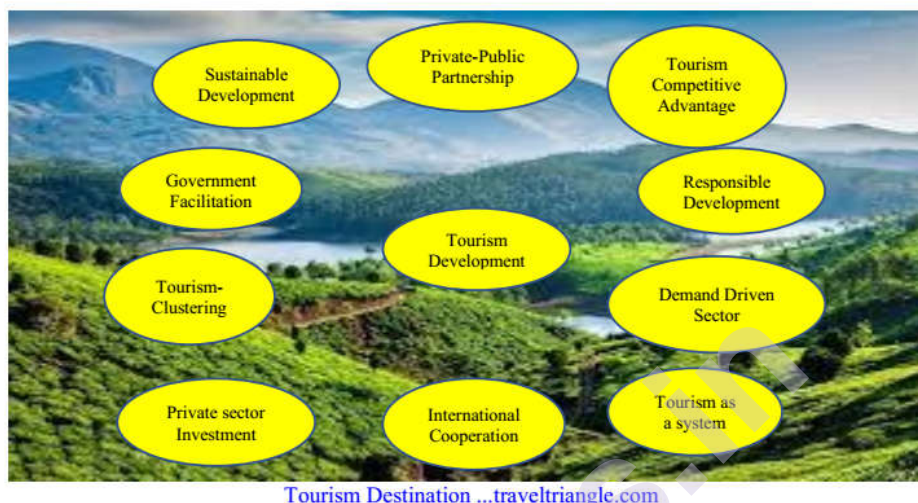 Sustainable
Development
Private-Public
Partnership
Tourism
Competitive
Advantage
Government
Facilitation
Responsible
Development
Tourism
Development
Tourism-
Clustering
Demand Driven
Sector
Private sector
Investment
International
Cooperation
Tourism as
a system
Tourism Destination ...traveltriangle.com